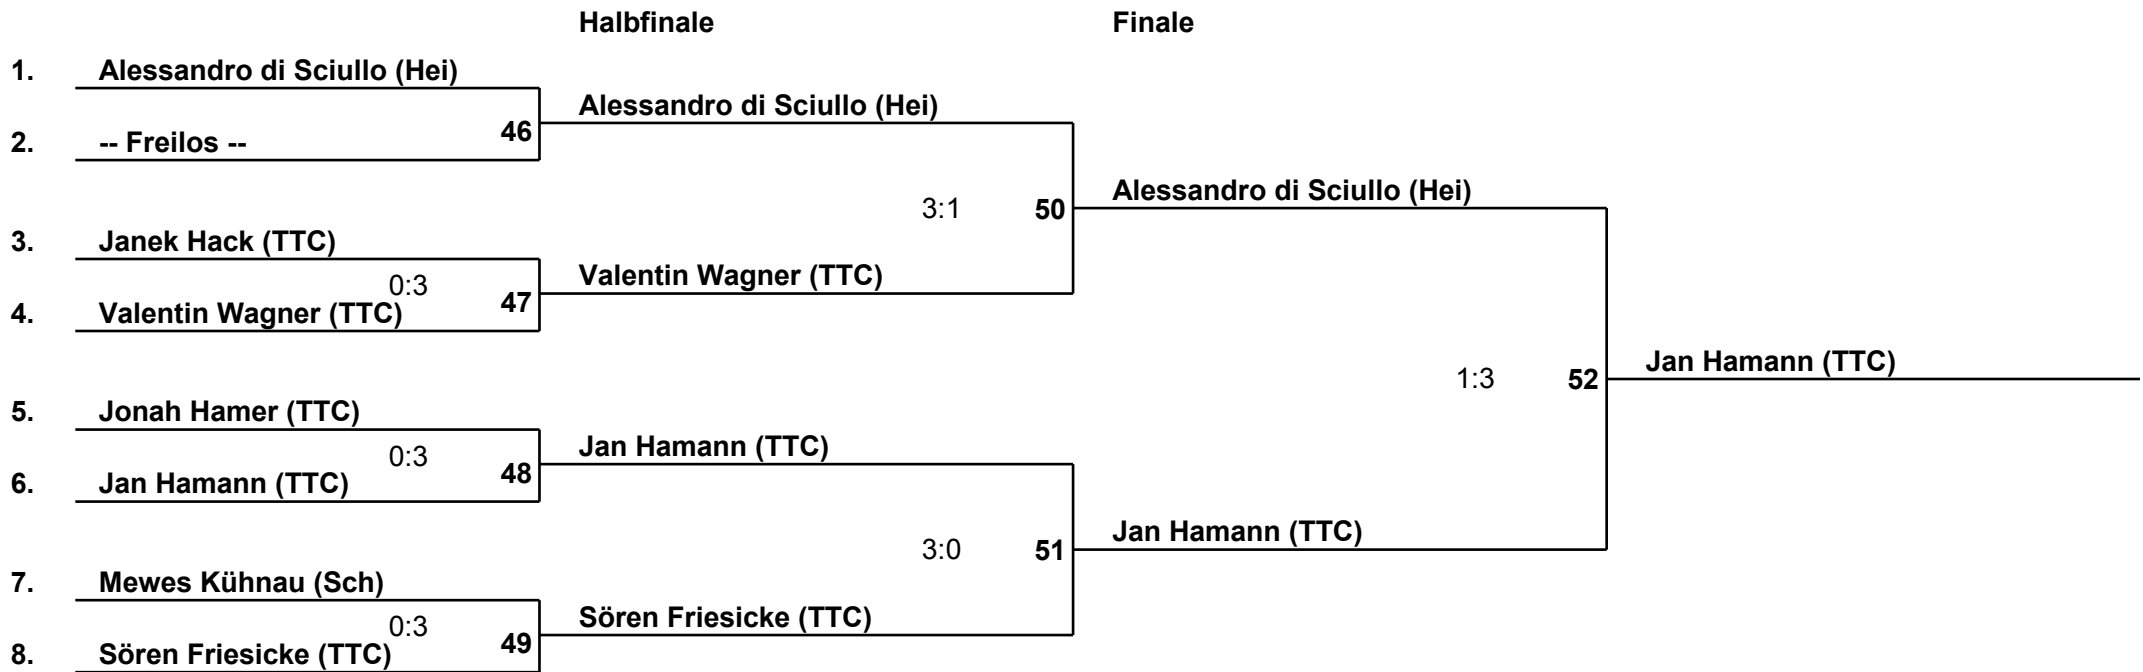 Halbfinale Finale
1. Alessandro di Sciullo (Hei)
Alessandro di Sciullo (Hei)
46
2. -- Freilos --
Alessandro di Sciullo (Hei)
3:1 50
3. Janek Hack (TTC)
Valentin Wagner (TTC)
0:3 47
4. Valentin Wagner (TTC)
Jan Hamann (TTC)
1:3 52
5. Jonah Hamer (TTC)
Jan Hamann (TTC)
0:3 48
6. Jan Hamann (TTC)
Jan Hamann (TTC)
3:0 51
7. Mewes Kühnau (Sch)
Sören Friesicke (TTC)
0:3 49
8. Sören Friesicke (TTC)